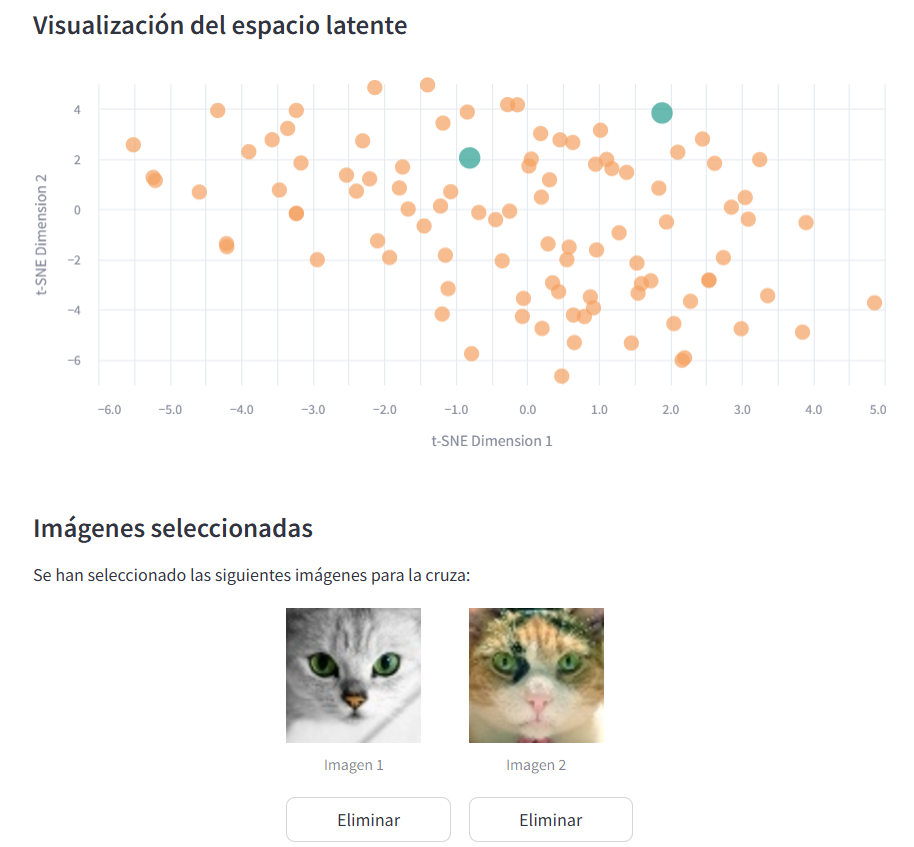 Visualización del espacio latente
4
2
0
−2
−4
−6
t-SNE Dimension 2
−6.0 −5.0 −4.0 −3.0 −2.0 −1.0 0.0 1.0 2.0 3.0 4.0 5.0
t-SNE Dimension 1
Imágenes seleccionadas
Se han seleccionado las siguientes imágenes para la cruza:
Imagen 1 Imagen 2
Eliminar Eliminar